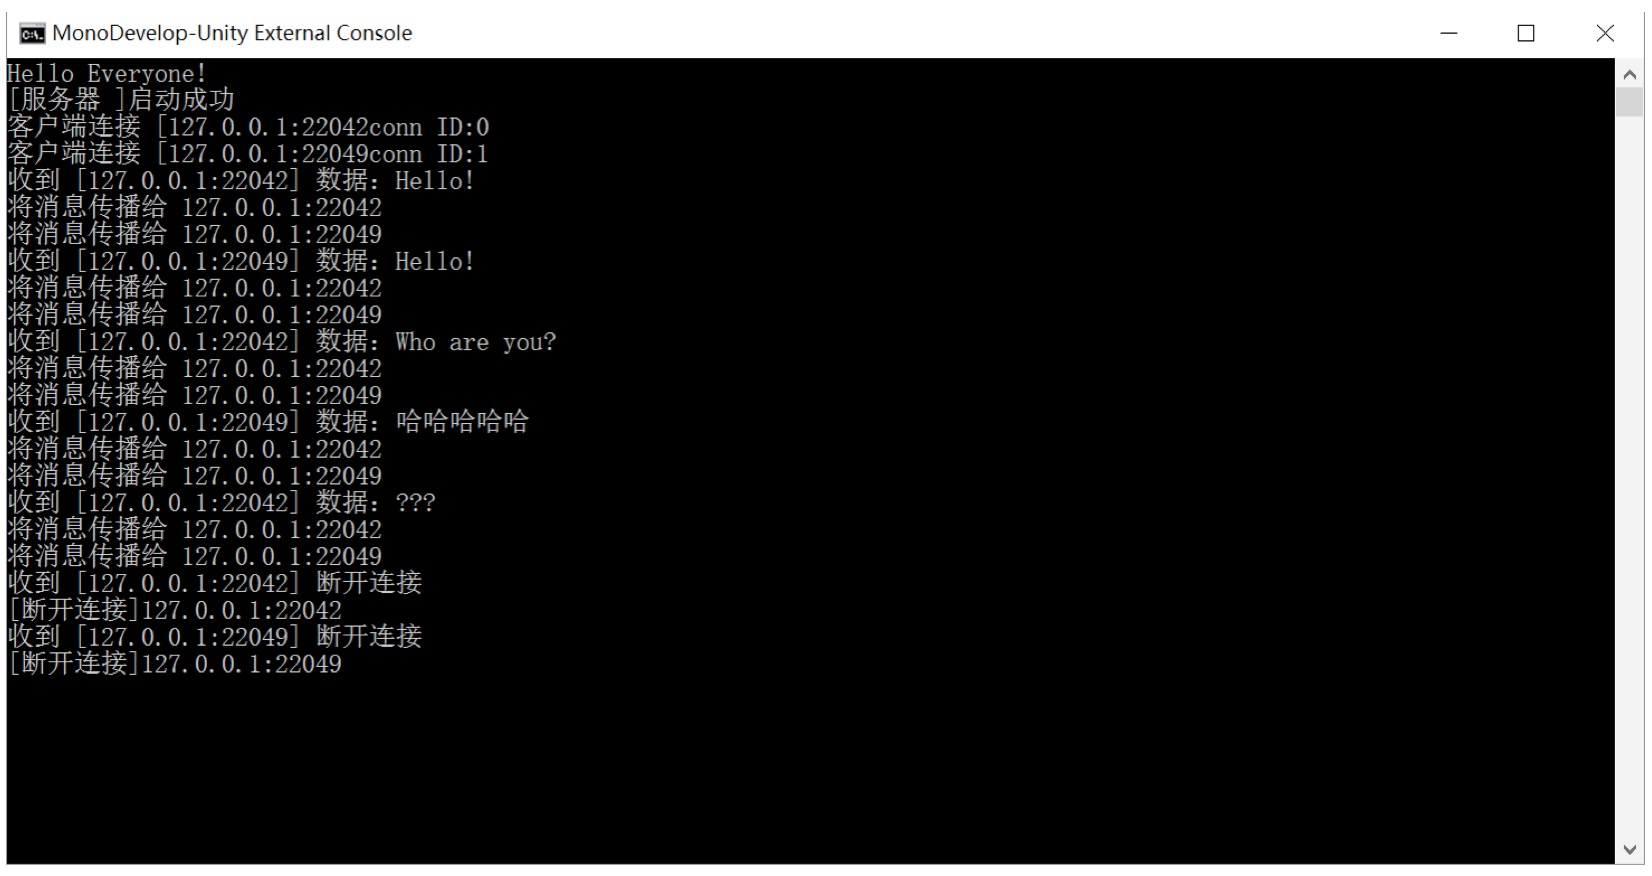 MonoDevelop-Unity External Console
Hello Everyone!
[服务器 ]启动成功
客户端连接 [127.0.0.1:22042conn ID:0
客户端连接 [127.0.0.1:22049conn ID:1
收到 [127.0.0.1:22042] 数据：Hello!
将消息传播给 127.0.0.1:22042
将消息传播给 127.0.0.1:22049
收到 [127.0.0.1:22049] 数据：Hello!
将消息传播给 127.0.0.1:22042
将消息传播给 127.0.0.1:22049
收到 [127.0.0.1:22042] 数据：Who are you?
将消息传播给 127.0.0.1:22042
将消息传播给 127.0.0.1:22049
收到 [127.0.0.1:22049] 数据：哈哈哈哈哈
将消息传播给 127.0.0.1:22042
将消息传播给 127.0.0.1:22049
收到 [127.0.0.1:22042] 数据：???
将消息传播给 127.0.0.1:22042
将消息传播给 127.0.0.1:22049
收到 [127.0.0.1:22042] 断开连接
[断开连接]127.0.0.1:22042
收到 [127.0.0.1:22049] 断开连接
[断开连接]127.0.0.1:22049